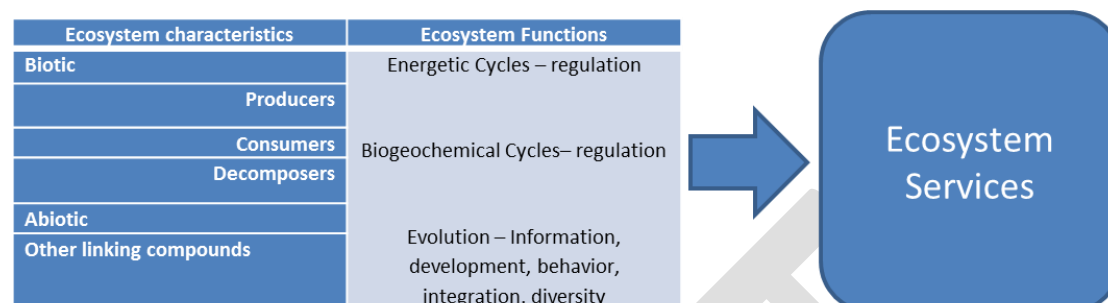 Ecosystem characteristics Ecosystem Functions
Biotic Energetic Cycles – regulation
Producers
Consumers
Biogeochemical Cycles– regulation
Decomposers
Abiotic
Other linking compounds
Evolution – Information,
development, behavior,
integration, diversity
Ecosystem
Services